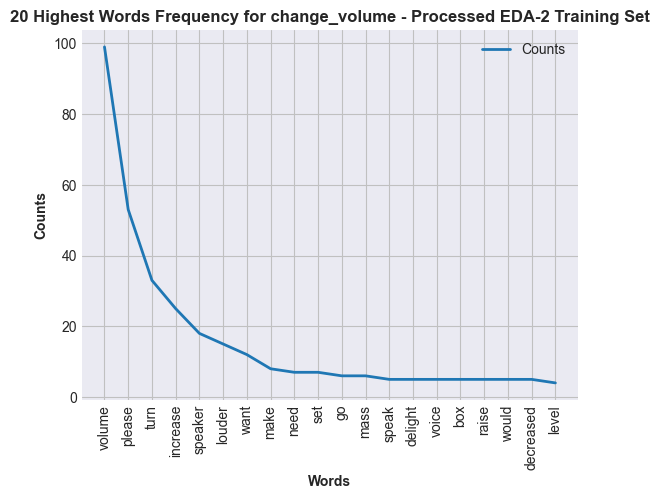 20 Highest Words Frequency for change_volume - Processed EDA-2 Training Set
Counts
100
80
60
40
20
0
Counts
volume
please
turn
increase
speaker
louder
want
make
need
set
go
mass
speak
delight
voice
box
raise
would
decreased
level
Words